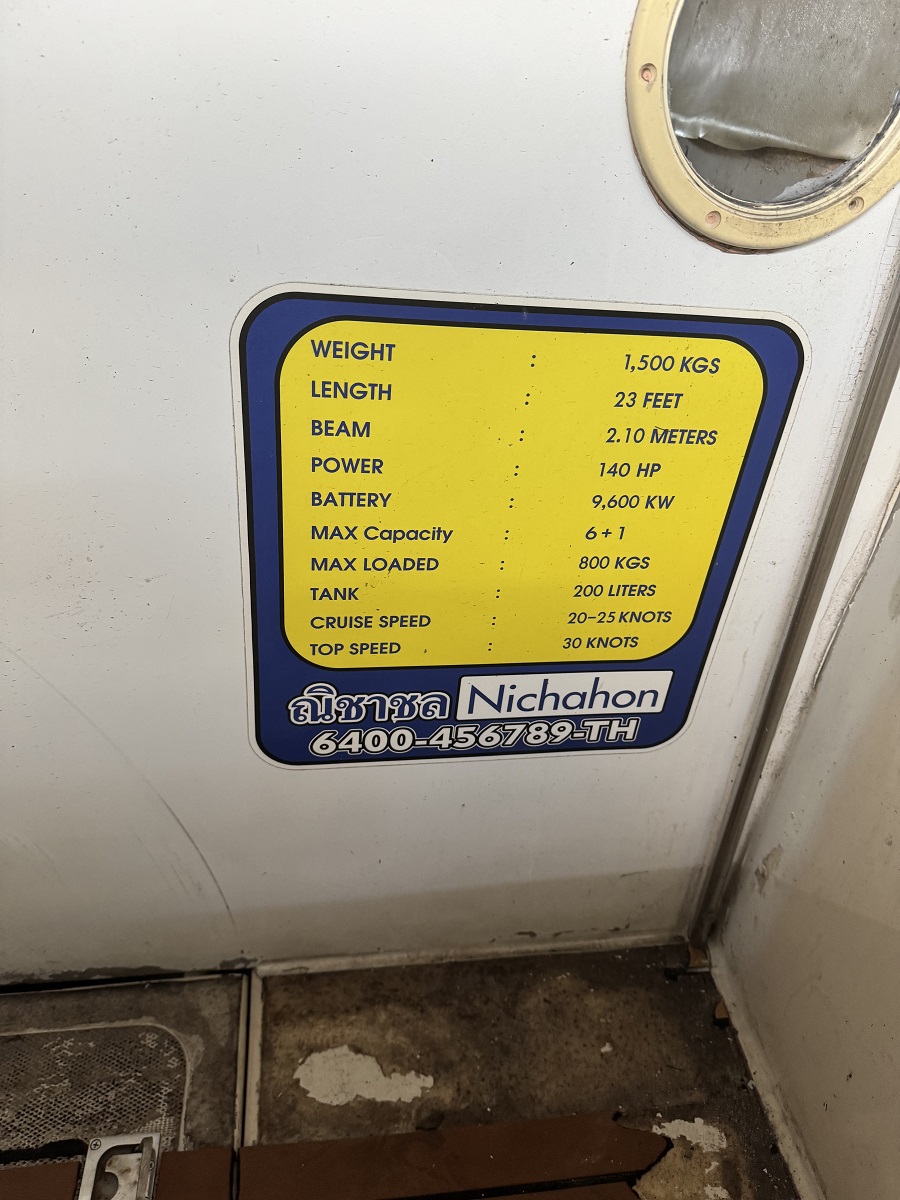 WEIGHT : 1,500 KGS
LENGTH : 23 FEET
BEAM : 2.10 METERS
POWER : 140 HP
BATTERY : 9,600 KW
MAX Capacity : 6 + 1
MAX LOADED : 800 KGS
TANK : 200 LITERS
CRUISE SPEED : 20-25 KNOTS
TOP SPEED : 30 KNOTS
ณิชาชล Nichahon
6400-456789-TH